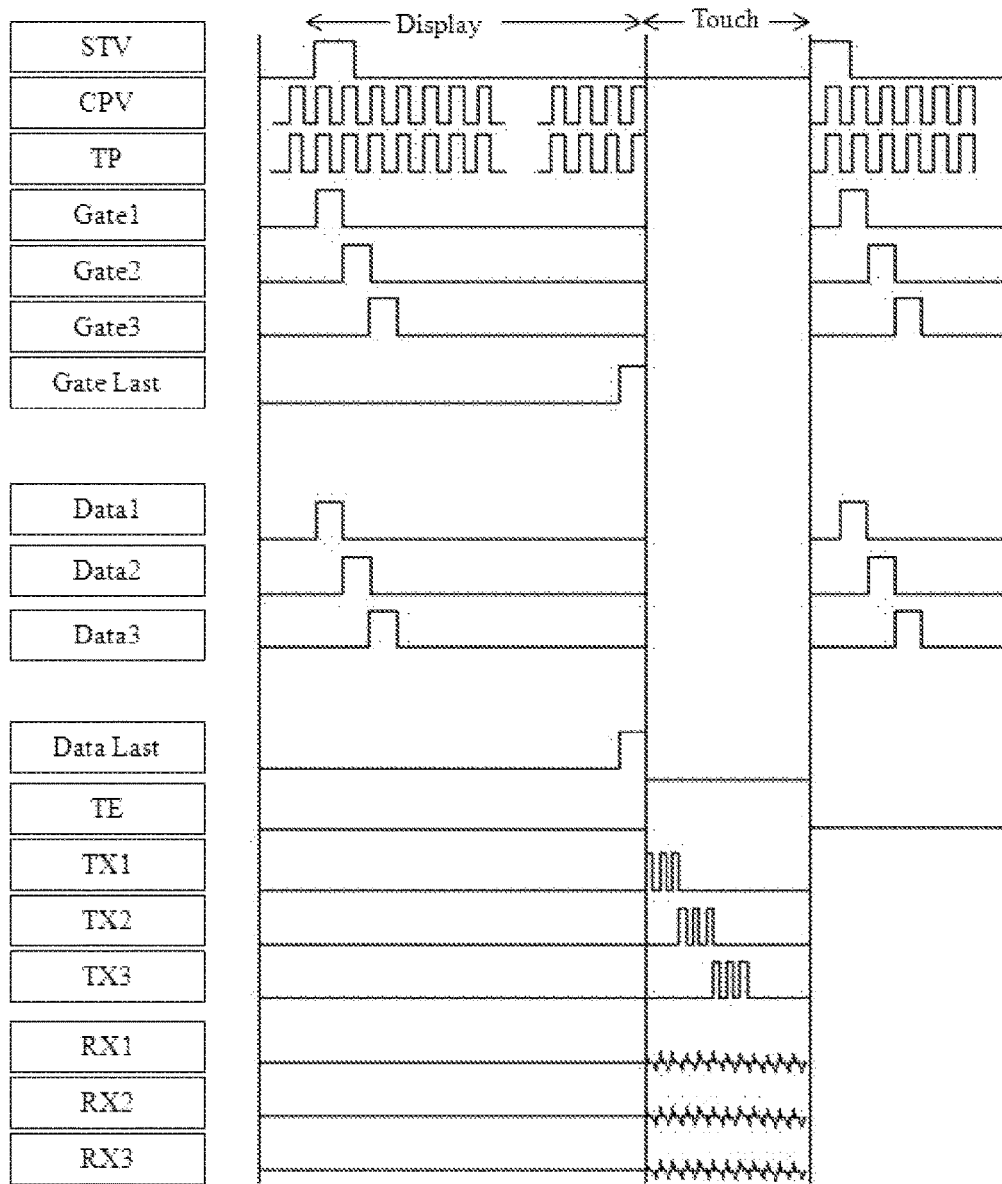 Display
Touch
STV
CPV
TP
Gate1
Gate2
Gate3
Gate Last
Data1
Data2
Data3
Data Last
TE
TX1
TX2
TX3
RX1
RX2
RX3